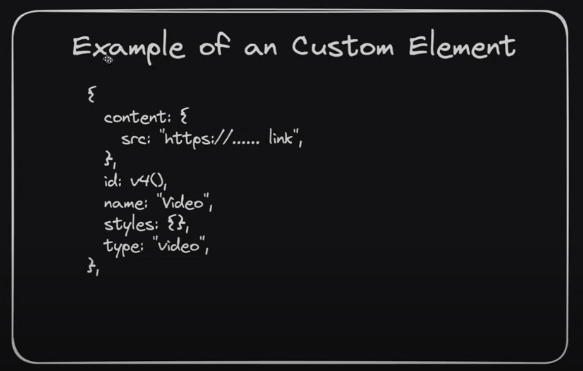 Example of an Custom Element
{
content: {
src: "https://...... link",
},
id: v4(),
name: "Video",
styles: {},
type: "video",
},